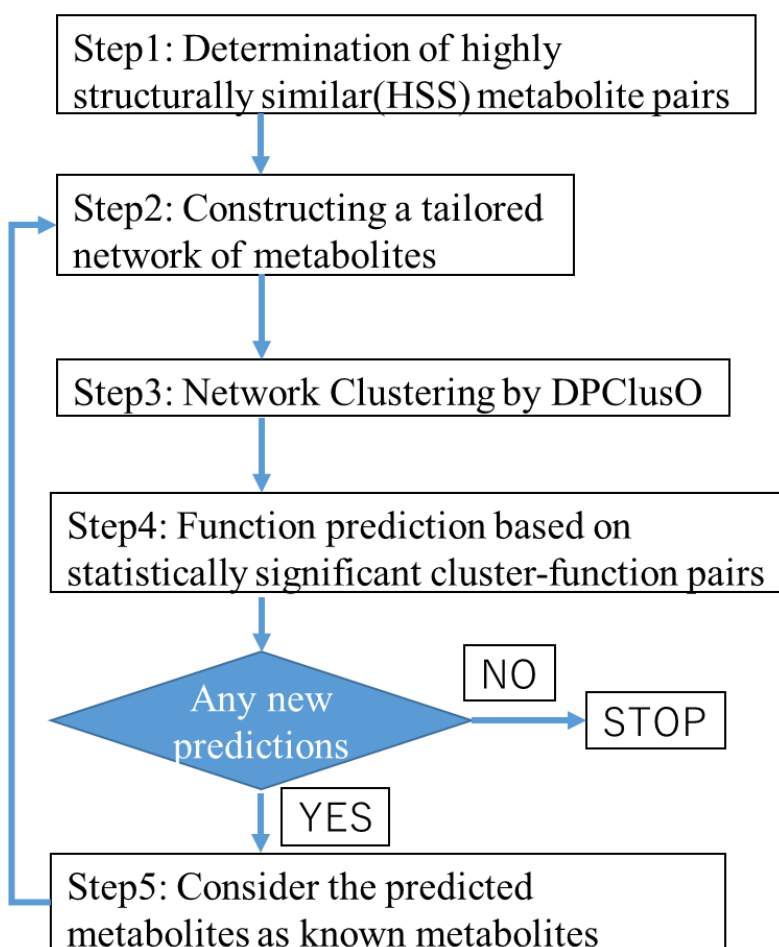 Step1: Determination of highly
structurally similar(HSS) metabolite pairs
Step2: Constructing a tailored
network of metabolites
Step3: Network Clustering by DPClusO
Step4: Function prediction based on
statistically significant cluster-function pairs
Any new
predictions
NO
STOP
YES
Step5: Consider the predicted
metabolites as known metabolites